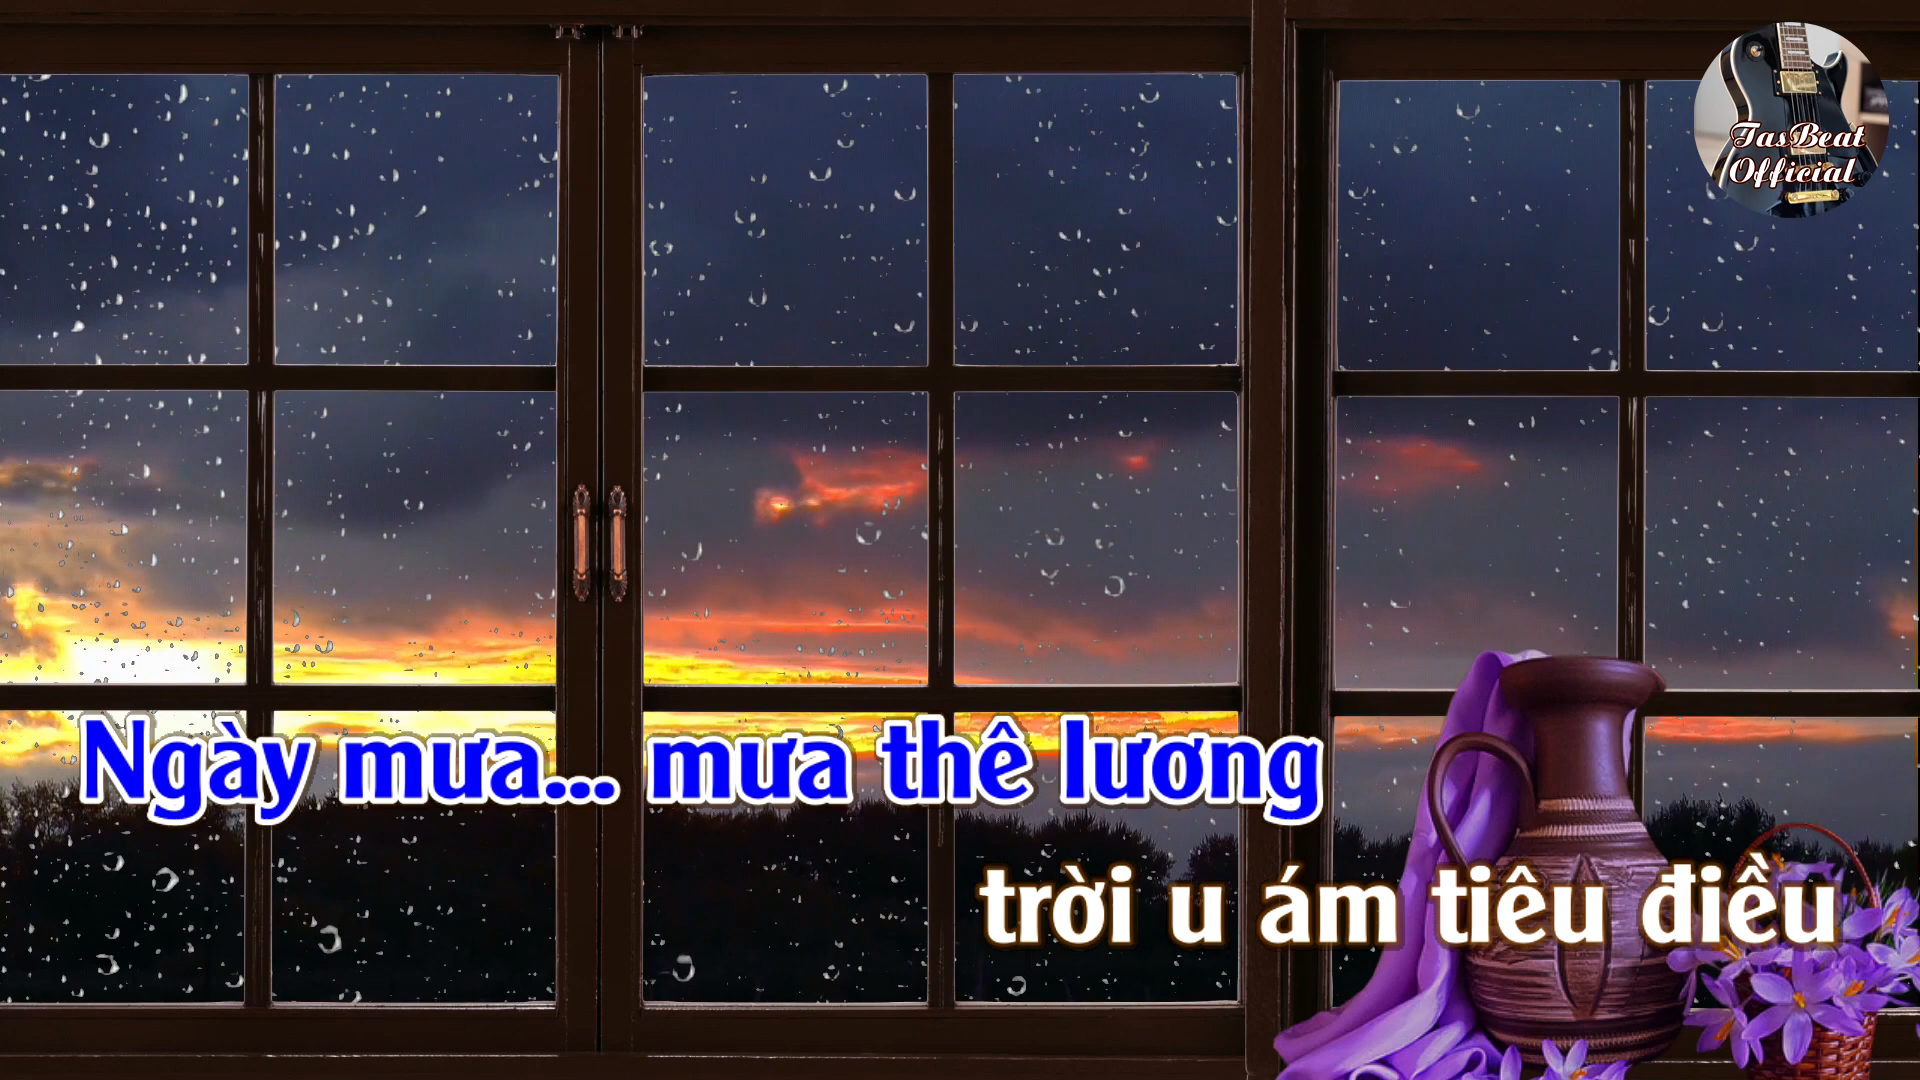 TasBeat
Official
Ngày mưa... mưa thê lương
trời u ám tiêu điều